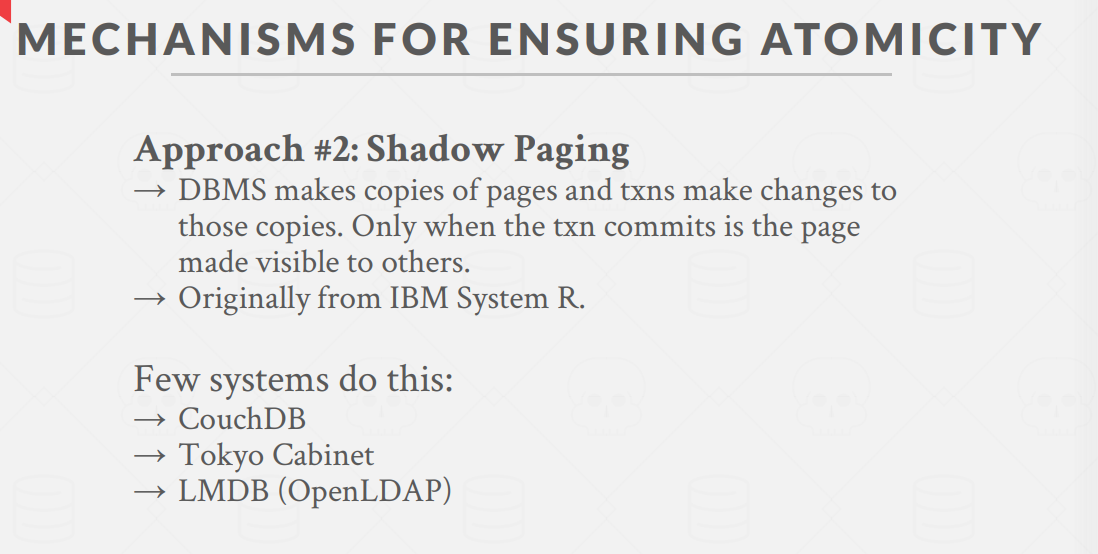 MECHANISMS FOR ENSURING ATOMICITY
Approach #2: Shadow Paging
→ DBMS makes copies of pages and txns make changes to
those copies. Only when the txn commits is the page
made visible to others.
→ Originally from IBM System R.
Few systems do this:
→ CouchDB
→ Tokyo Cabinet
→ LMDB (OpenLDAP)